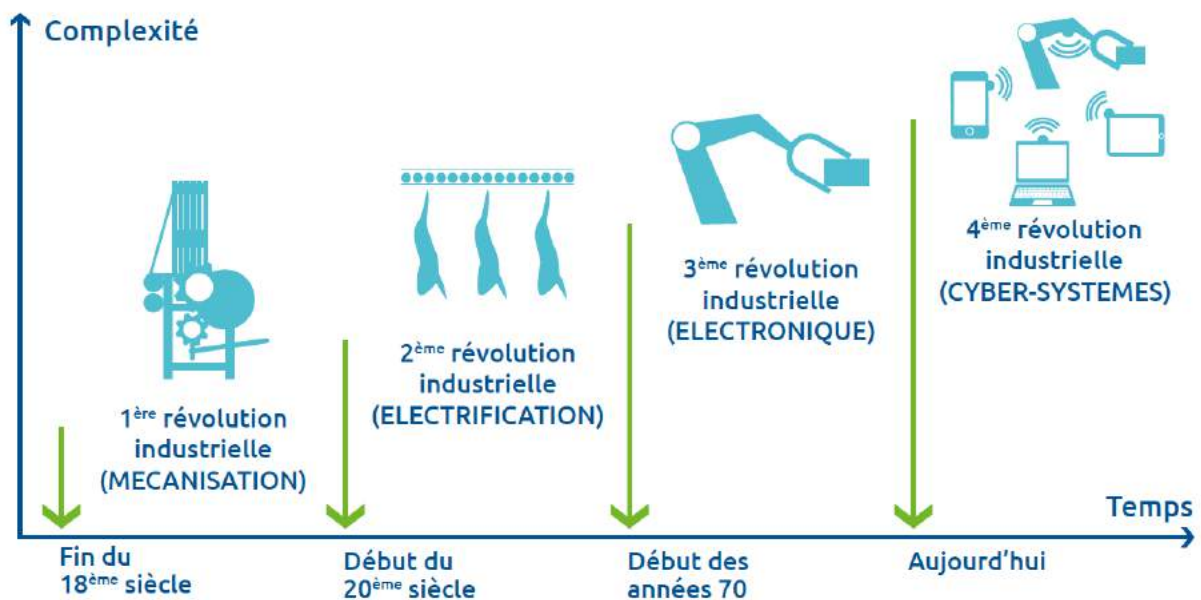 Complexité
1ère révolution
industrielle
(MECANISATION)
2ème révolution
industrielle
(ELECTRIFICATION)
3ème révolution
industrielle
(ELECTRONIQUE)
4ème révolution
industrielle
(CYBER-SYSTEMES)
Temps
Fin du
18ème siècle
Début du
20ème siècle
Début des
années 70
Aujourd’hui